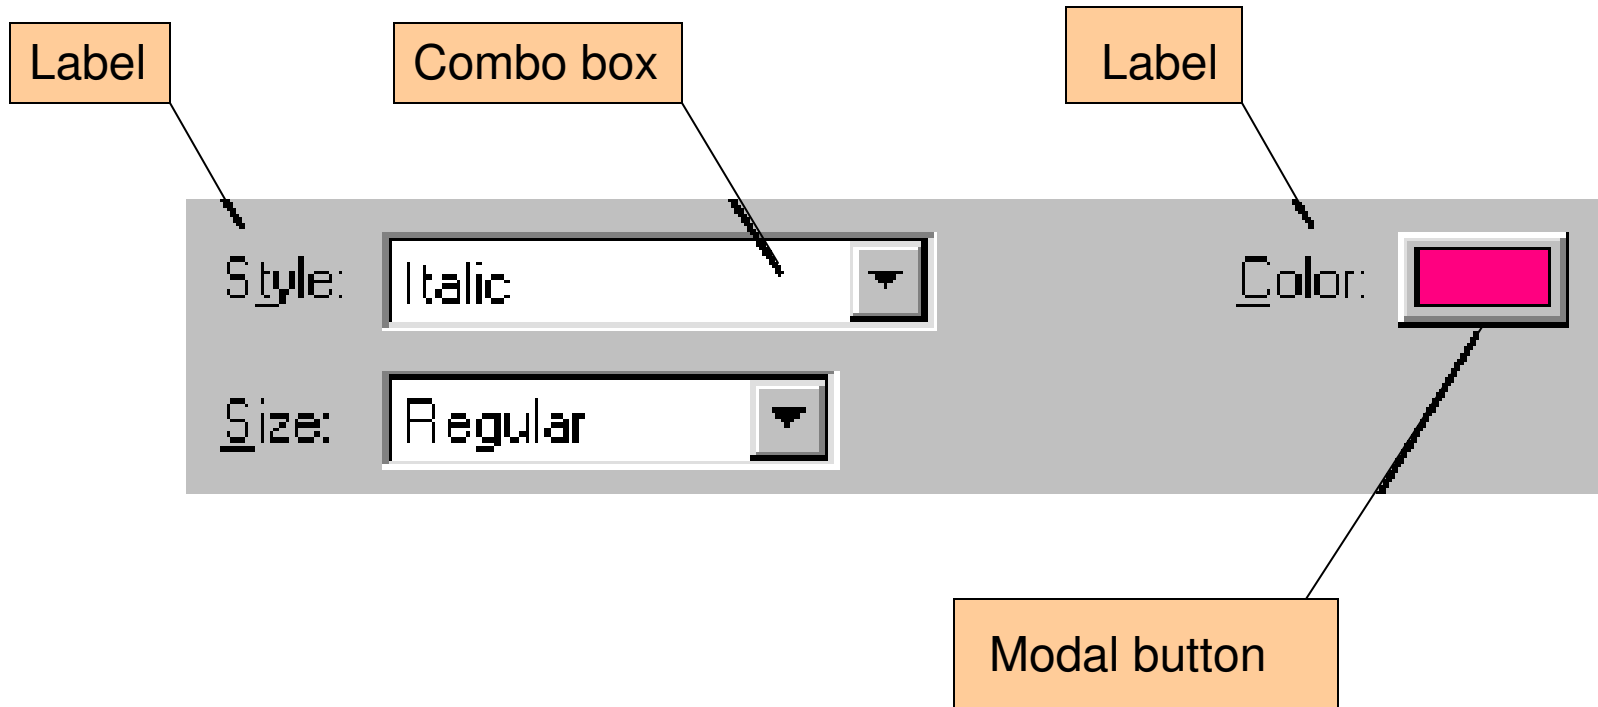 Label
Combo box
Label
Style:
Italic
Color:
Size:
Regular
Modal button